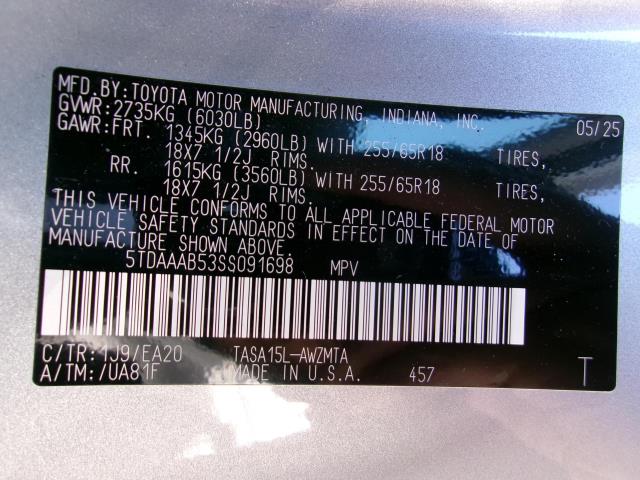 MFD. BY: TOYOTA MOTOR MANUFACTURING, INDIANA, INC. 05/25
GVWR: 2735KG (6030LB)
GAWR: FRT. 1345KG (2960LB) WITH 255/65R18 TIRES,
18X7 1/2J RIMS.
RR. 1615KG (3560LB) WITH 255/65R18 TIRES,
18X7 1/2J RIMS.
THIS VEHICLE CONFORMS TO ALL APPLICABLE FEDERAL MOTOR
VEHICLE SAFETY STANDARDS IN EFFECT ON THE DATE OF
MANUFACTURE SHOWN ABOVE.
5TDAAAB53SS091698 MPV
C/TR: 1J9/EA20 TASA15L-AWZMTA
A/TM: /UA81F MADE IN U.S.A. 457 T